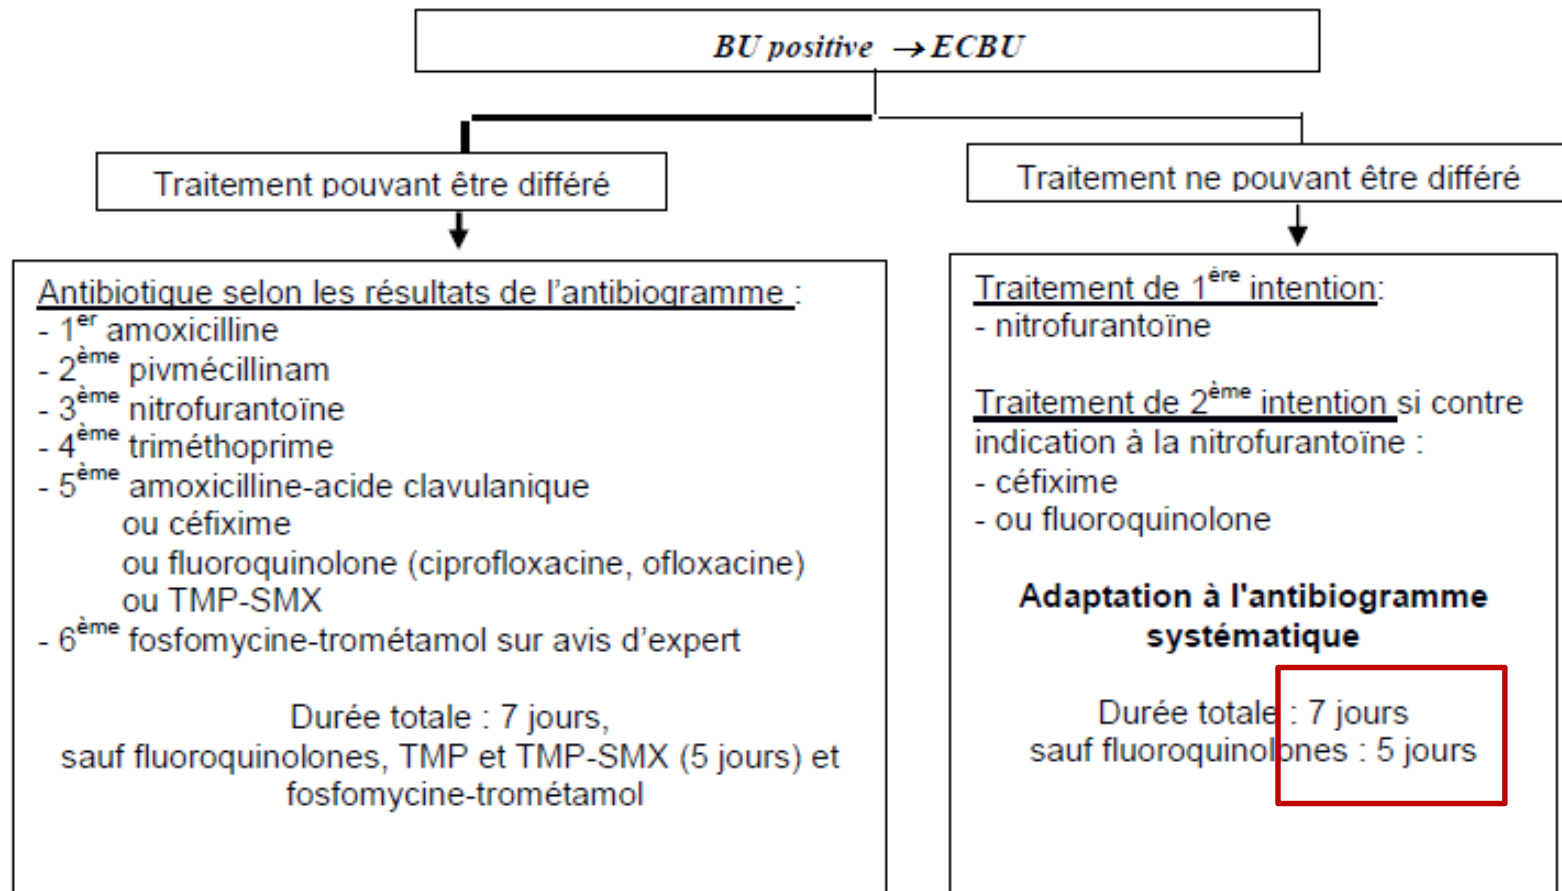 BU positive → ECBU
Traitement pouvant être différé
Traitement ne pouvant être différé
Antibiotique selon les résultats de l'antibiogramme :
- 1er amoxicilline
- 2ème pivmécillinam
- 3ème nitrofurantoïne
- 4ème triméthoprime
- 5ème amoxicilline-acide clavulanique
ou céfixime
ou fluoroquinolone (ciprofloxacine, ofloxacine)
ou TMP-SMX
- 6ème fosfomycine-trométamol sur avis d'expert
Durée totale : 7 jours,
sauf fluoroquinolones, TMP et TMP-SMX (5 jours) et
fosfomycine-trométamol
Traitement de 1ère intention:
- nitrofurantoïne
Traitement de 2ème intention si contre
indication à la nitrofurantoïne :
- céfixime
- ou fluoroquinolone
Adaptation à l'antibiogramme
systématique
Durée totale : 7 jours
sauf fluoroquinolones : 5 jours